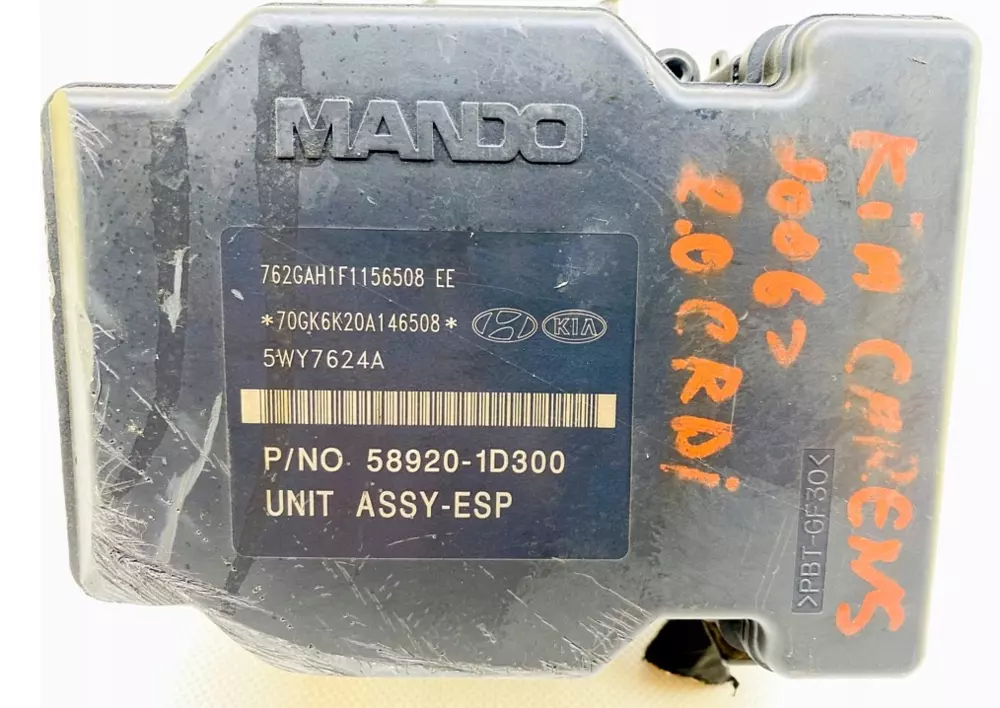 MANDO
762GAH1F1156508 EE
*70GK6K20A146508*
KIA
5WY7624A
P/NO 58920-1D300
UNIT ASSY-ESP
>PBT-GF30<
KiA CARENS
2006>
2.0 CRDi